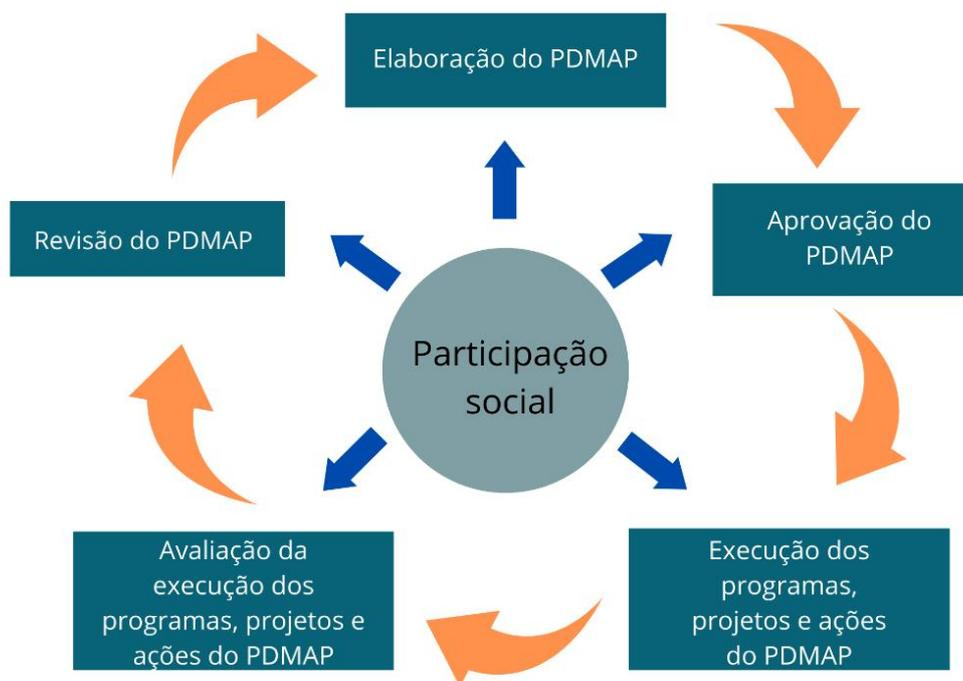 Elaboração do PDMAP
Aprovação do
PDMAP
Execução dos
programas,
projetos e ações
do PDMAP
Avaliação da
execução dos
programas, projetos e
ações do PDMAP
Revisão do PDMAP
Participação
social